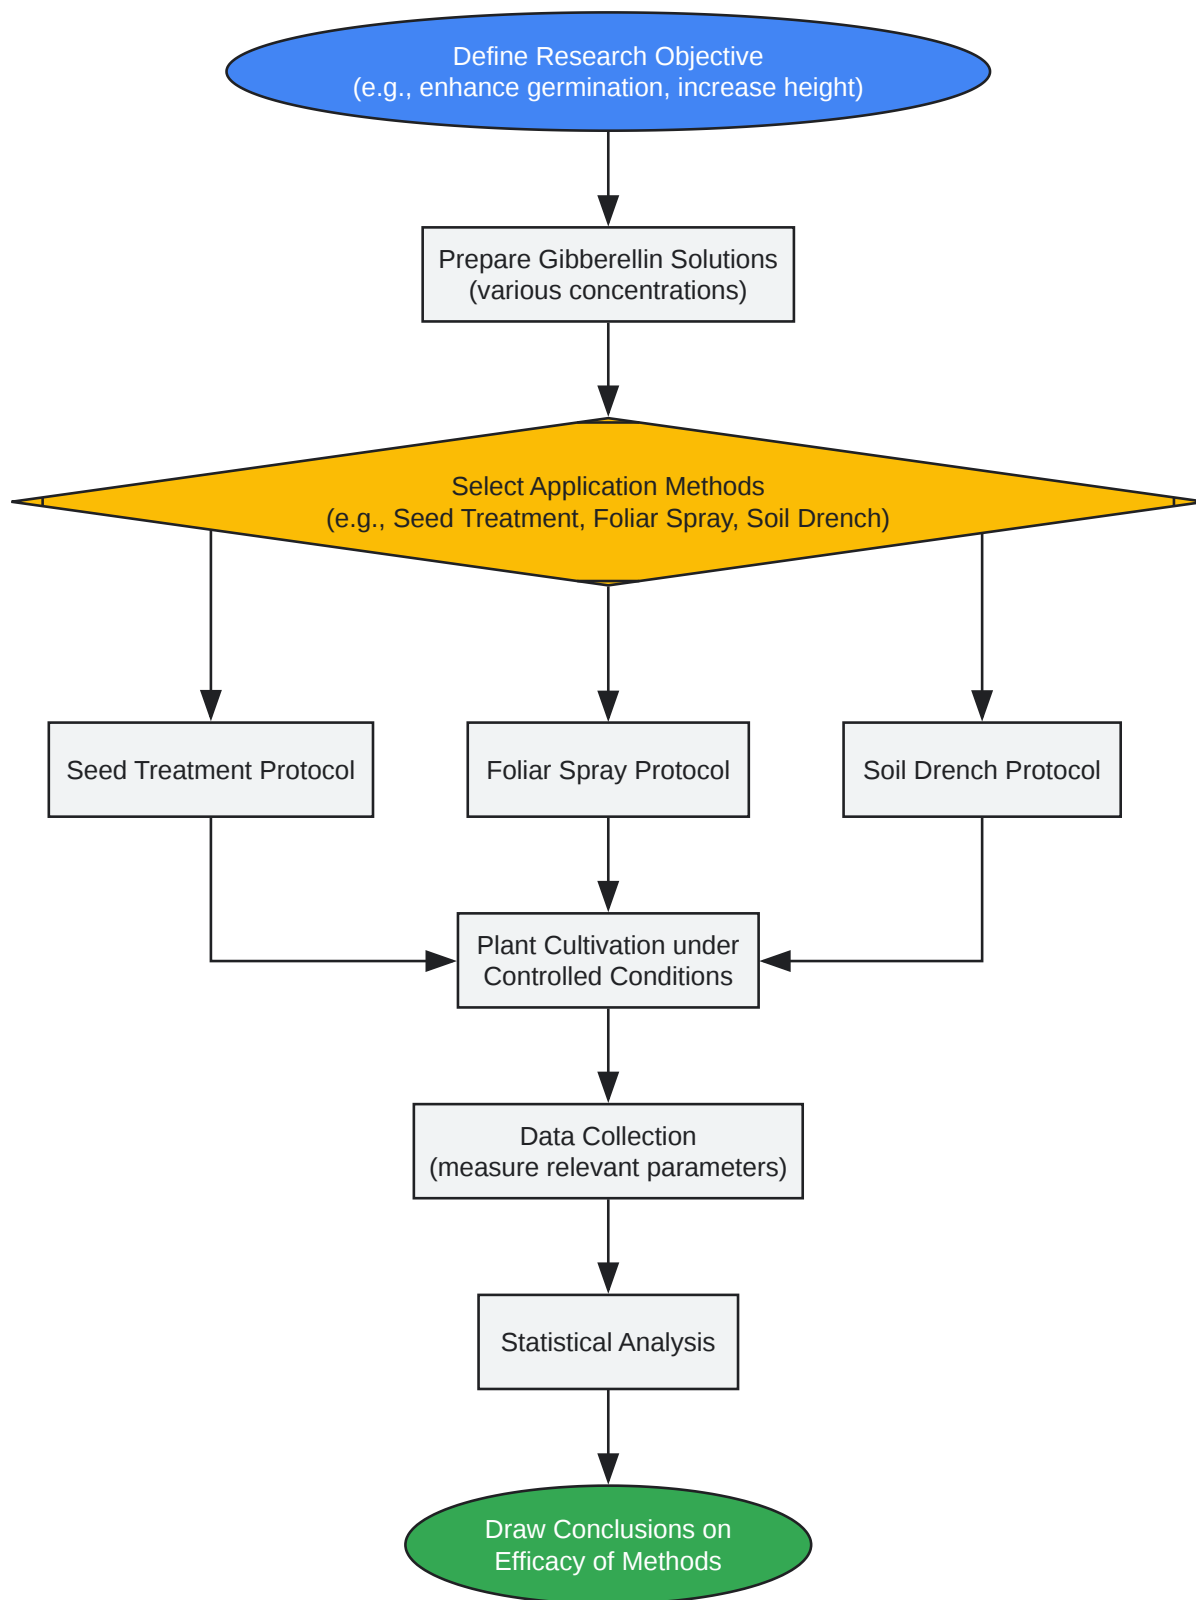 Define Research Objective
(e.g., enhance germination, increase height)
Prepare Gibberellin Solutions
(various concentrations)
Select Application Methods
(e.g., Seed Treatment, Foliar Spray, Soil Drench)
Seed Treatment Protocol
Foliar Spray Protocol
Soil Drench Protocol
Plant Cultivation under
Controlled Conditions
Data Collection
(measure relevant parameters)
Statistical Analysis
Draw Conclusions on
Efficacy of Methods